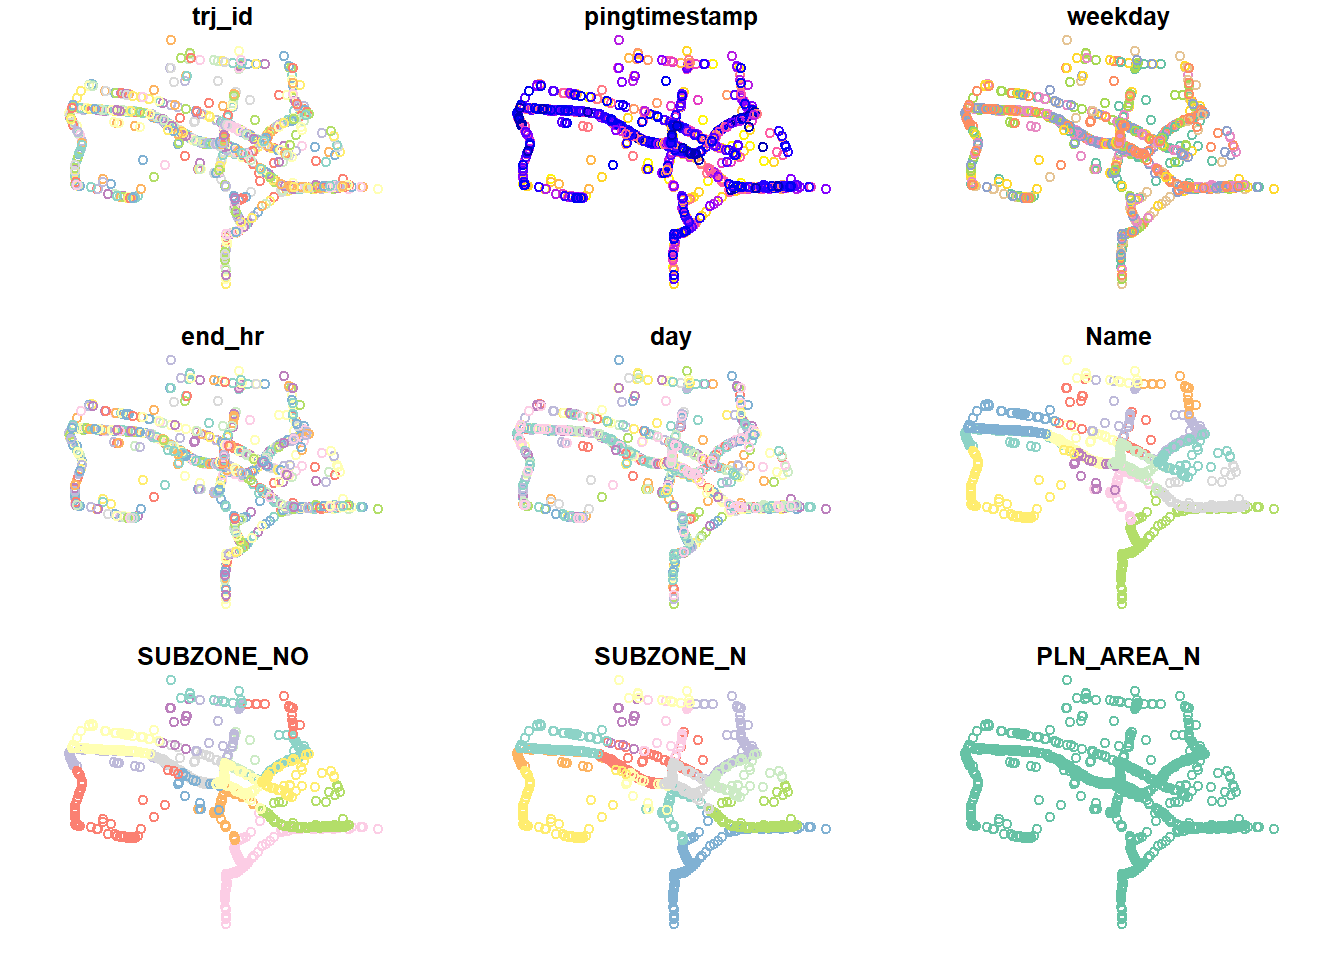 trj_id
pingtimestamp
weekday
end_hr
day
Name
SUBZONE_NO
SUBZONE_N
PLN_AREA_N